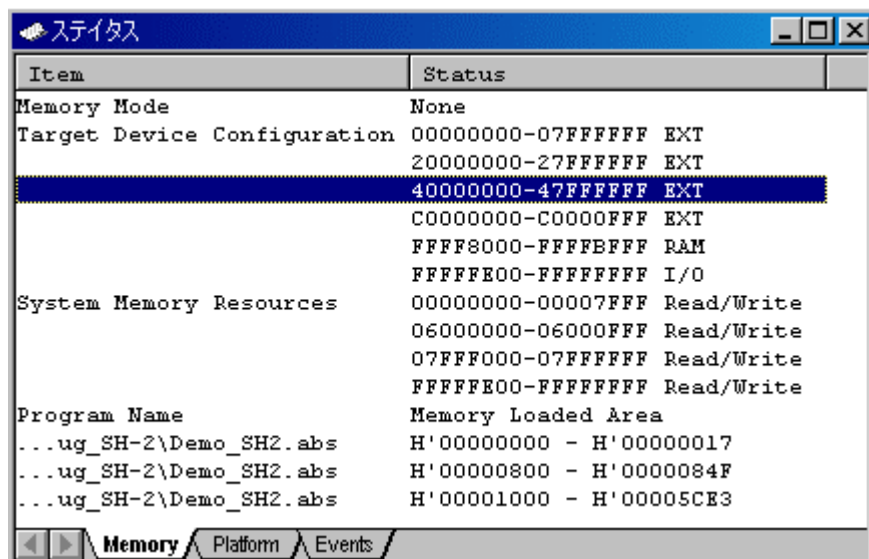 ステイタス
Item Status
Memory Mode None
Target Device Configuration 00000000-07FFFFFF EXT
20000000-27FFFFFF EXT
40000000-47FFFFFF EXT
C0000000-C0000FFF EXT
FFFF8000-FFFFBFFF RAM
FFFFFE00-FFFFFFFF I/O
System Memory Resources 00000000-00007FFF Read/Write
06000000-06000FFF Read/Write
07FFF000-07FFFFFF Read/Write
FFFFFE00-FFFFFFFF Read/Write
Program Name Memory Loaded Area
...ug_SH-2\Demo_SH2.abs H'00000000 - H'00000017
...ug_SH-2\Demo_SH2.abs H'00000800 - H'0000084F
...ug_SH-2\Demo_SH2.abs H'00001000 - H'00005CE3
Memory Platform Events